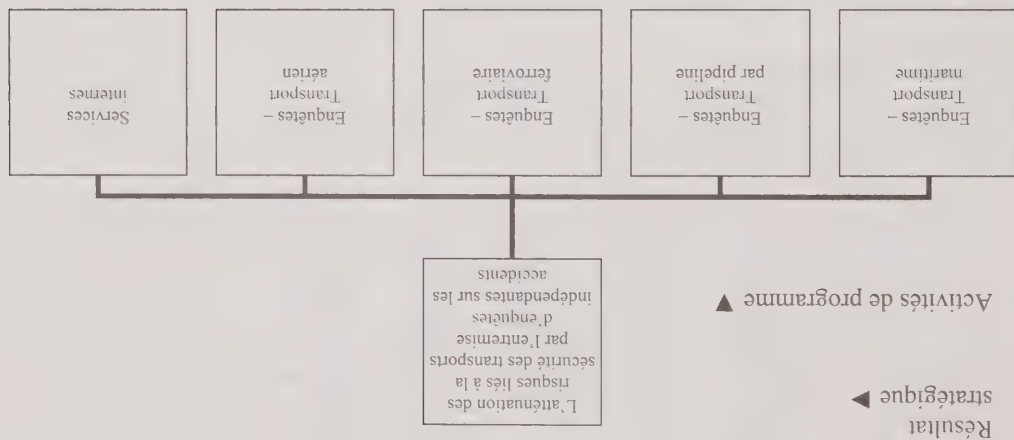 Résultat
stratégique ▶
L'atténuation des
risques liés à la
sécurité des transports
par l'entremise
d'enquêtes
indépendantes sur les
accidents
Activités de programme ▼
Enquêtes –
Transport
maritime
Enquêtes –
Transport
par pipeline
Enquêtes –
Transport
ferroviaire
Enquêtes –
Transport
aérien
Services
internes